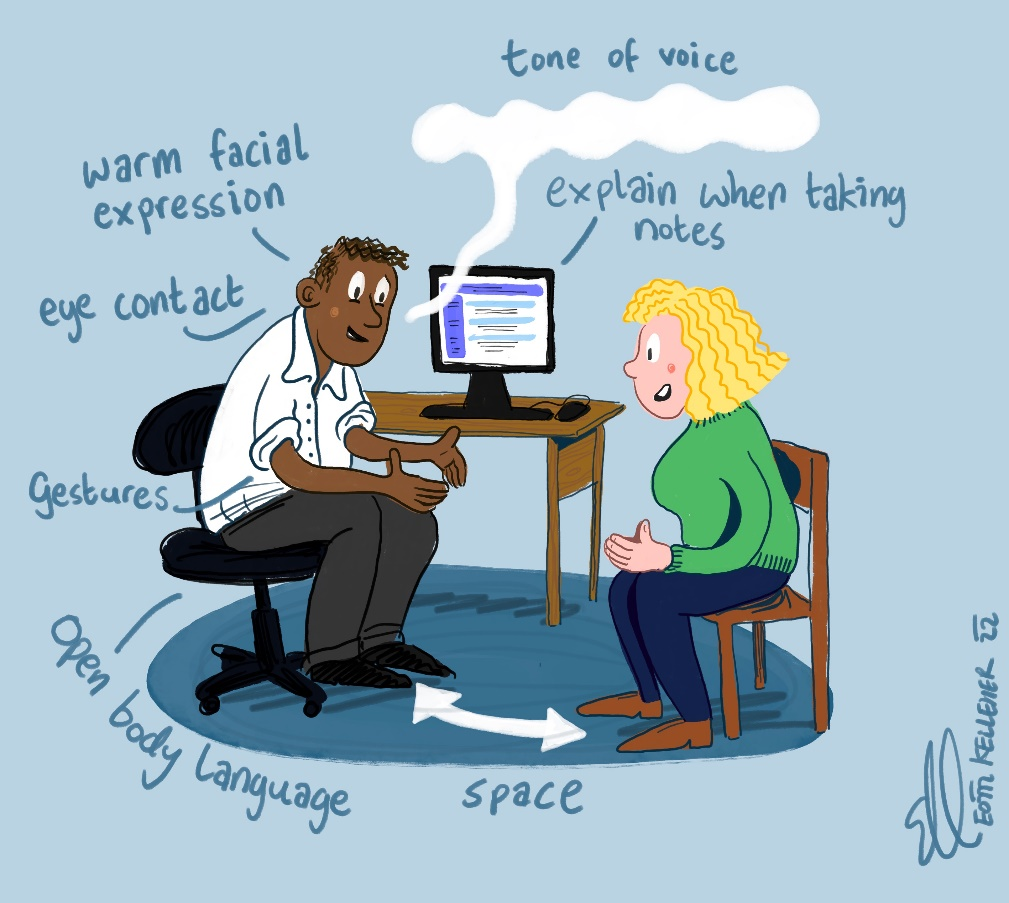 tone of voice
warm facial
expression
explain when taking
notes
eye contact
Gestures
Open body Language
space
EOIN KELLEHER 22